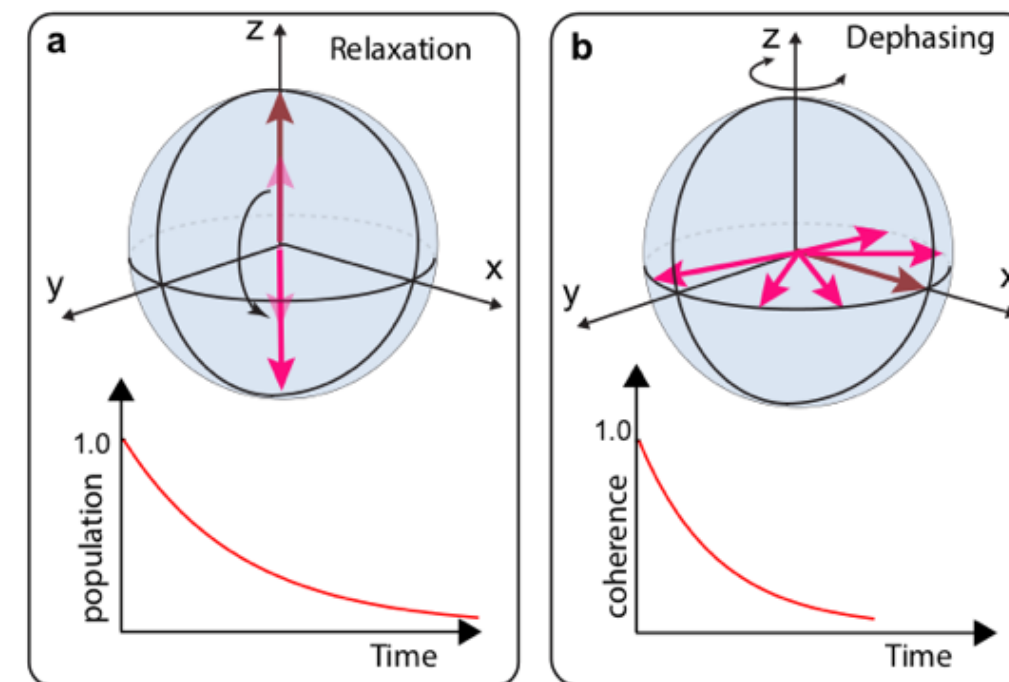 a
z
Relaxation
y
x
1.0
population
Time
b
z
Dephasing
y
x
1.0
coherence
Time